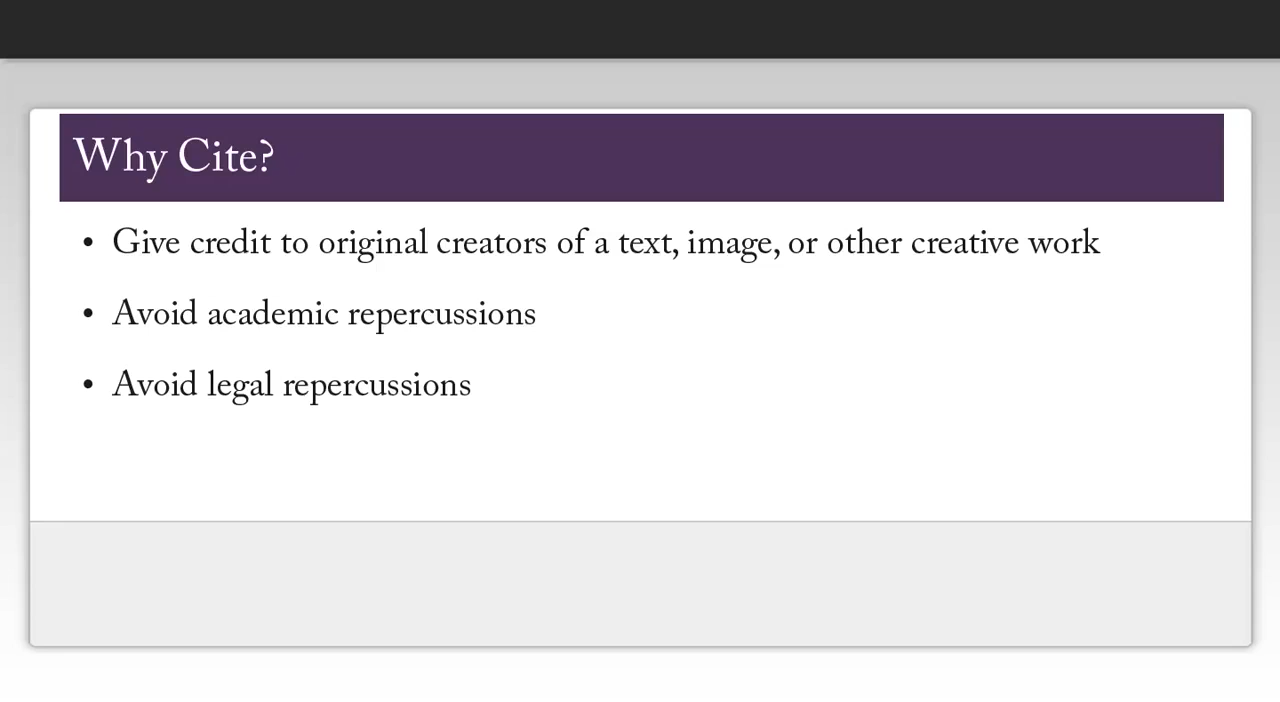 Why Cite?
• Give credit to original creators of a text, image, or other creative work
• Avoid academic repercussions
• Avoid legal repercussions